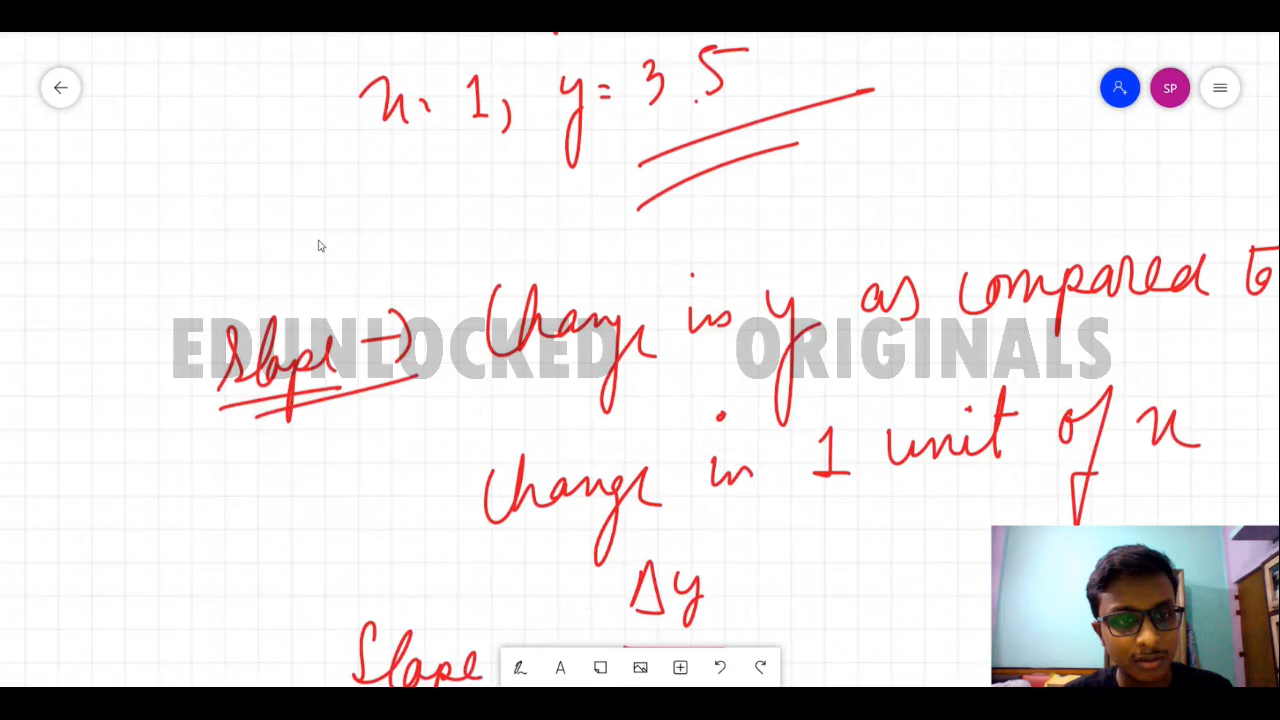 x = 1, y = 3.5
SP
Slope → Change in y as compared to
change in 1 unit of x
EDUNLOCKED ORIGINALS
Δy
Slope
A